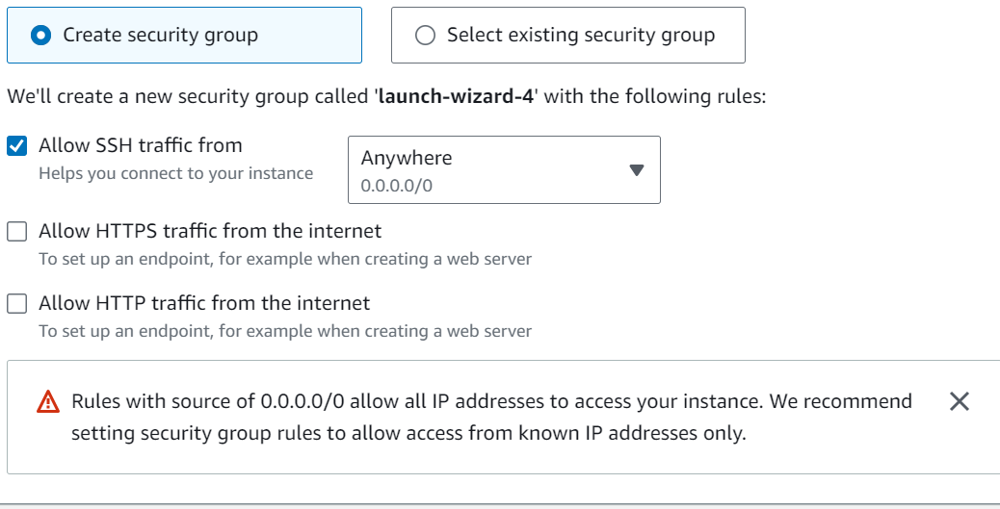 Create security group
Select existing security group
We'll create a new security group called 'launch-wizard-4' with the following rules:
Allow SSH traffic from
Helps you connect to your instance
Anywhere
0.0.0.0/0
Allow HTTPS traffic from the internet
To set up an endpoint, for example when creating a web server
Allow HTTP traffic from the internet
To set up an endpoint, for example when creating a web server
Rules with source of 0.0.0.0/0 allow all IP addresses to access your instance. We recommend
setting security group rules to allow access from known IP addresses only.